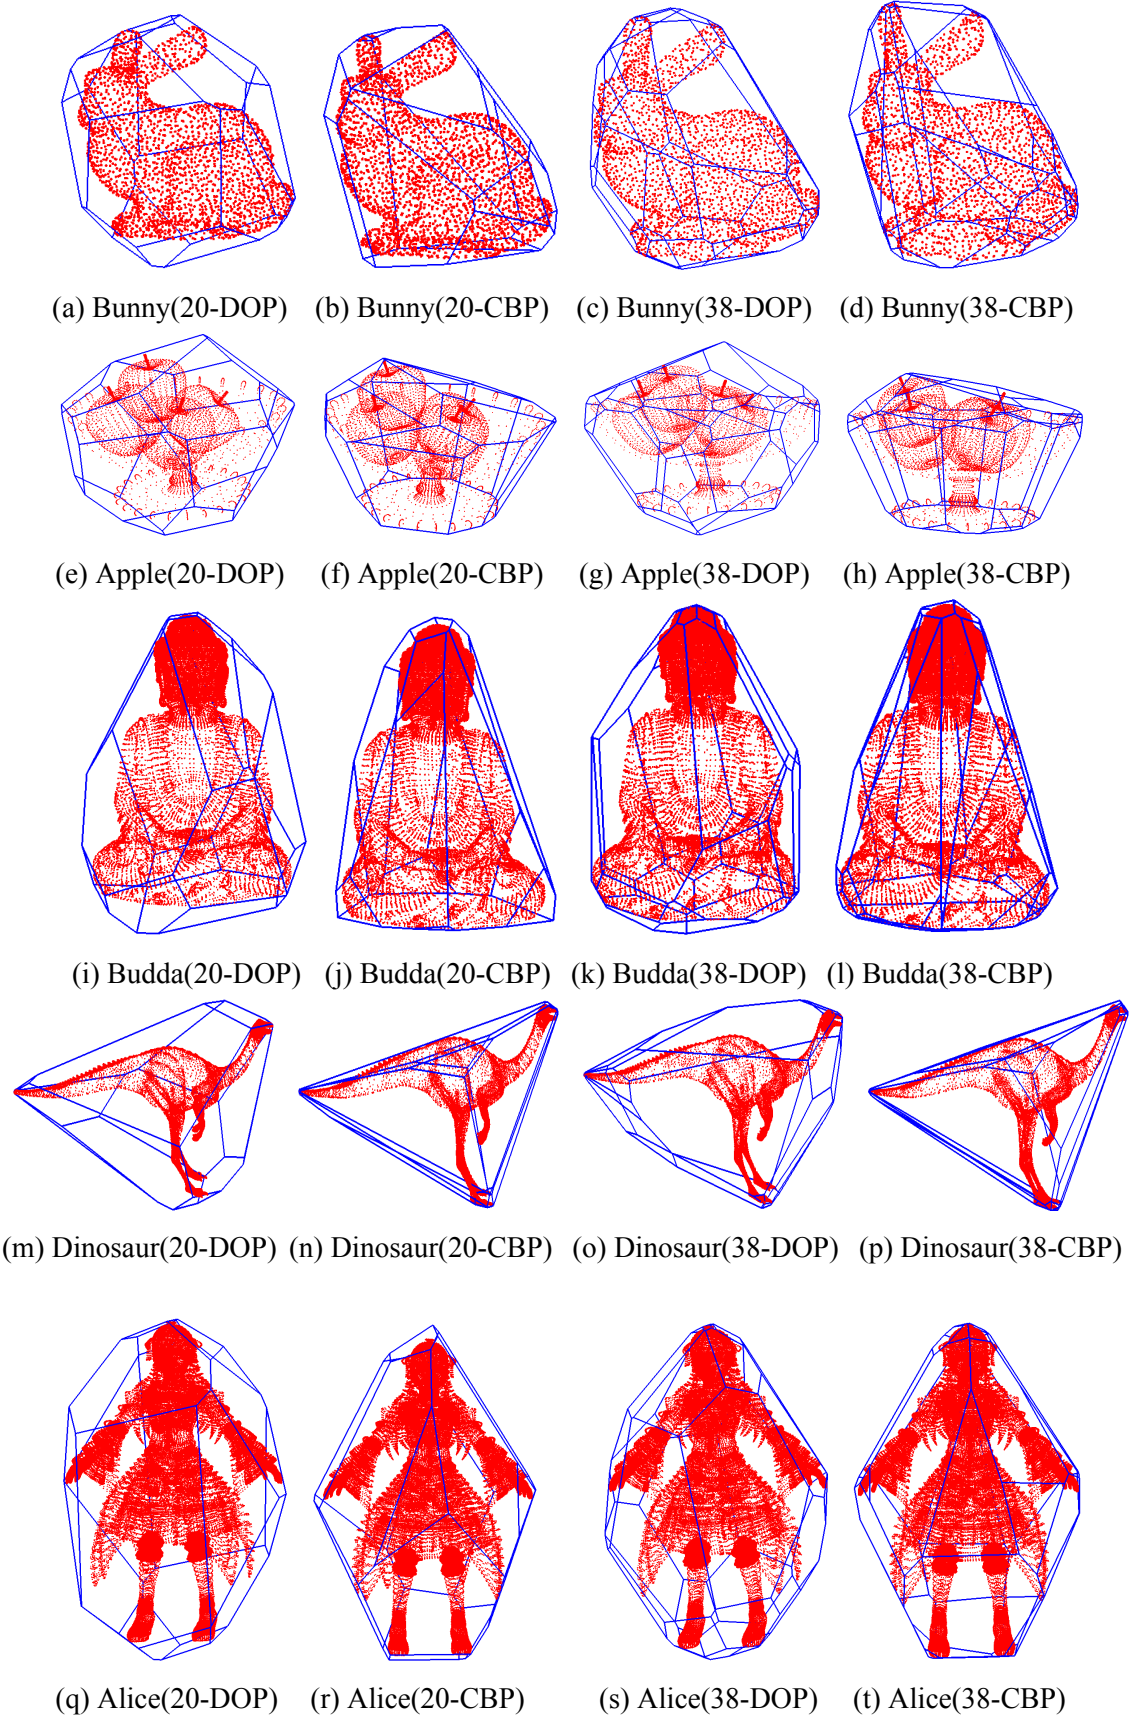 (a) Bunny(20-DOP) (b) Bunny(20-CBP) (c) Bunny(38-DOP) (d) Bunny(38-CBP)
(e) Apple(20-DOP) (f) Apple(20-CBP) (g) Apple(38-DOP) (h) Apple(38-CBP)
(i) Budda(20-DOP) (j) Budda(20-CBP) (k) Budda(38-DOP) (l) Budda(38-CBP)
(m) Dinosaur(20-DOP) (n) Dinosaur(20-CBP) (o) Dinosaur(38-DOP) (p) Dinosaur(38-CBP)
(q) Alice(20-DOP) (r) Alice(20-CBP) (s) Alice(38-DOP) (t) Alice(38-CBP)